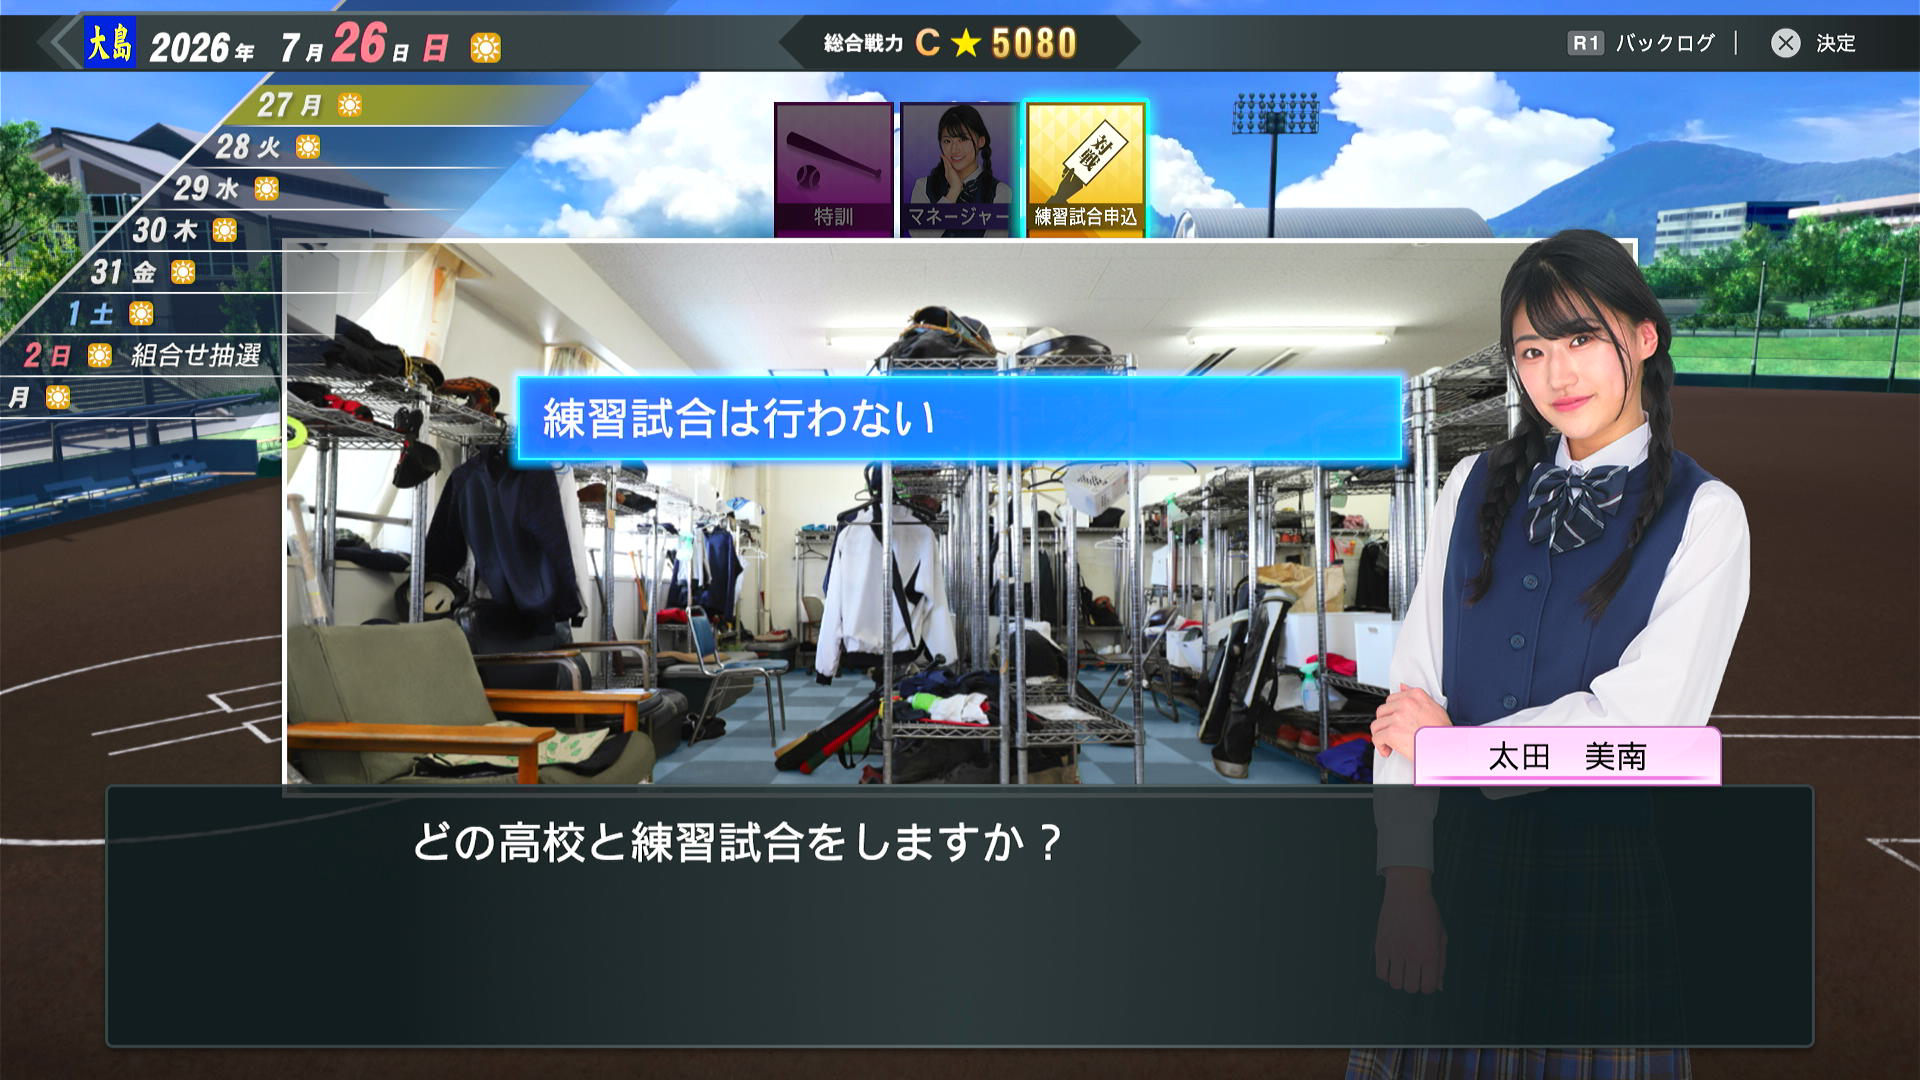 大島 2026年 7月26日 日
総合戦力 C ★ 5080
R1 バックログ | ✕ 決定
27 月
28 火
29 水
30 木
31 金
1 土
2 日 組合せ抽選
月
特訓
マネージャー
対戦
練習試合申込
練習試合は行わない
太田 美南
どの高校と練習試合をしますか?